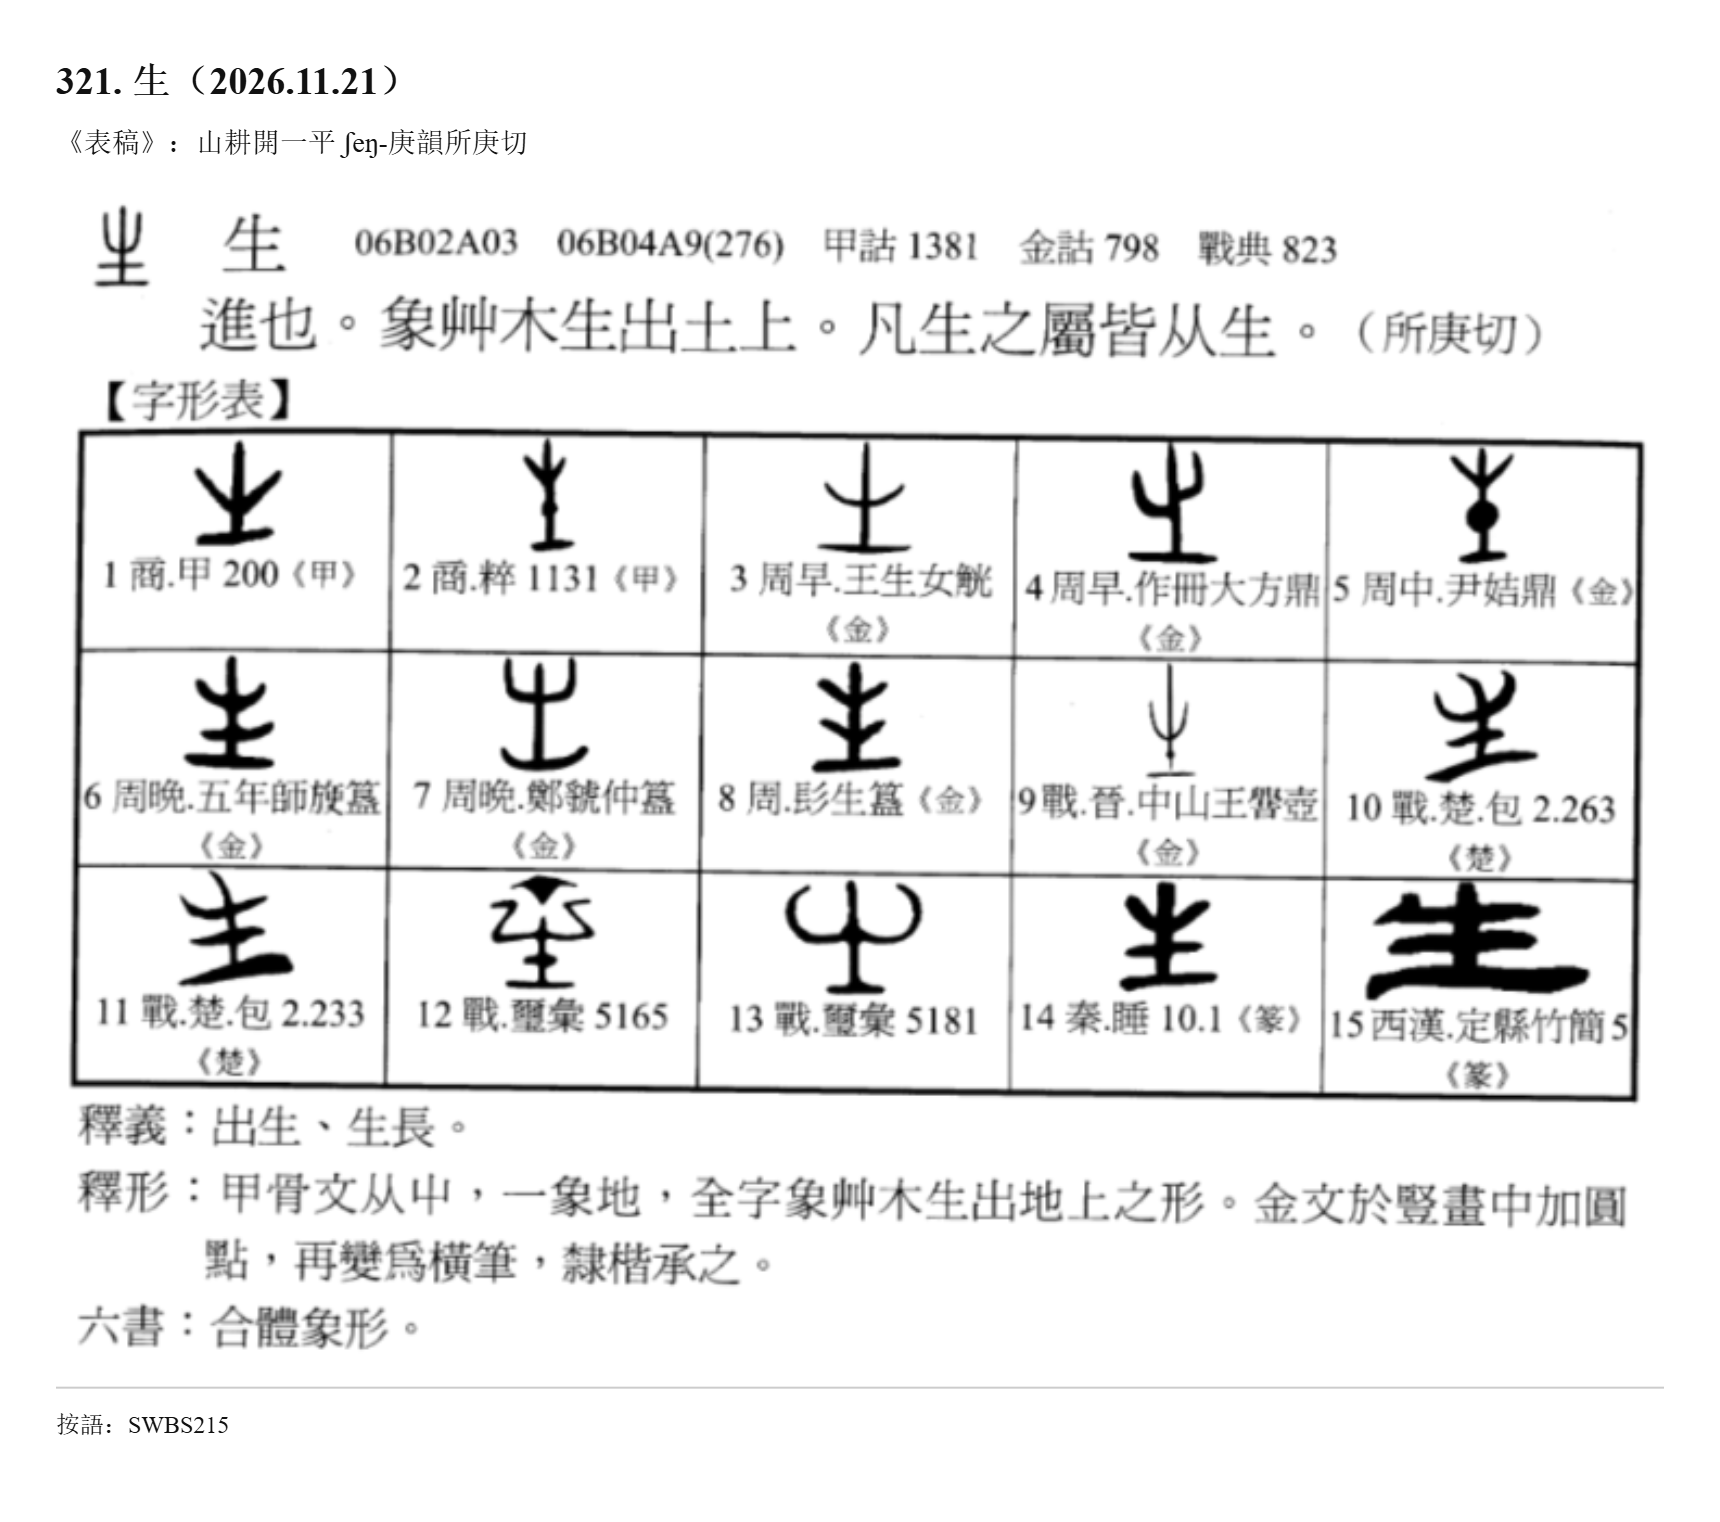 321. 生（2026.11.21）
《表稿》：山耕開一平 ʃeŋ-庚韻所庚切
生 06B02A03 06B04A9(276) 甲詁 1381 金詁 798 戰典 823
進也。象艸木生出土上。凡生之屬皆从生。（所庚切）
【字形表】
1 商.甲 200《甲》
2 商.粹 1131《甲》
3 周早.王生女觥《金》
4 周早.作冊大方鼎《金》
5 周中.尹姞鼎《金》
6 周晚.五年師旋簋《金》
7 周晚.鄭虢仲簋《金》
8 周.彭生簋《金》
9 戰.晉.中山王壺《金》
10 戰.楚.包 2.263《楚》
11 戰.楚.包 2.233《楚》
12 戰.璽彙 5165
13 戰.璽彙 5181
14 秦.睡 10.1《篆》
15 西漢.定縣竹簡 5《篆》
釋義：出生、生長。
釋形：甲骨文从屮，一象地，全字象艸木生出地上之形。金文於豎畫中加圓
點，再變爲橫筆，隸楷承之。
六書：合體象形。
按語：SWBS215